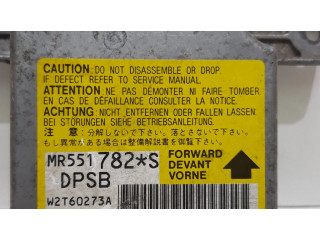 CAUTION: DO NOT DISASSEMBLE OR DROP.
IF DEFECT REFER TO SERVICE MANUAL.
ATTENTION: NE PAS DÉMONTER NI FAIRE TOMBER
EN CAS DE DÉFAILLANCE CONSULTER LA NOTICE.
ACHTUNG: NICHT ENTFERNEN ODER FALLEN LASSEN.
BEI STÖRUNGEN SIEHE BETRIEBSANLEITUNG.
注 意：分解しないで下さい。落とさないで下さい。
もし異常がある場合は整備解説書を御覧下さい。
MR551782*S
FORWARD
DPSB
DEVANT
VORNE
W2T60273A